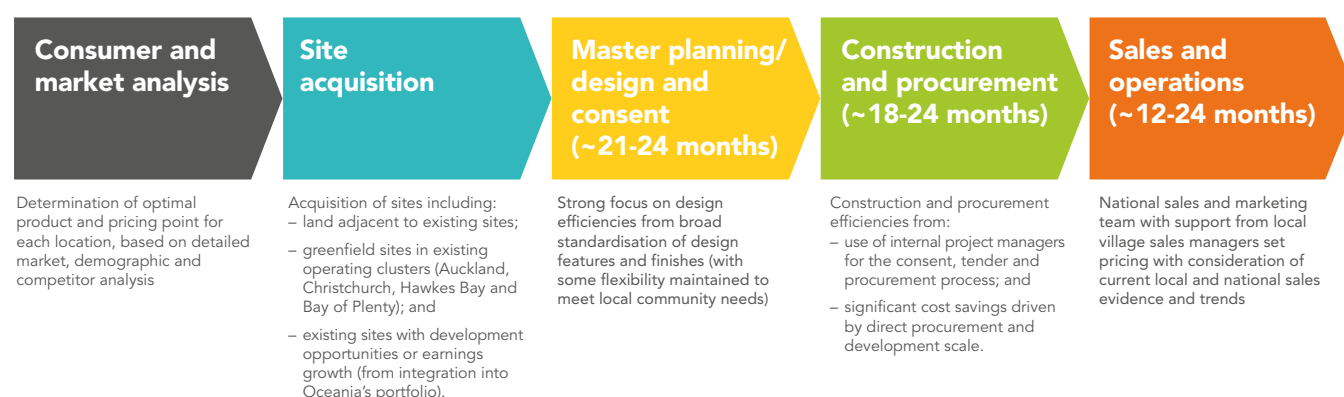 Consumer and
market analysis
Determination of optimal
product and pricing point for
each location, based on detailed
market, demographic and
competitor analysis
Site
acquisition
Acquisition of sites including:
– land adjacent to existing sites;
– greenfield sites in existing
operating clusters (Auckland,
Christchurch, Hawkes Bay and
Bay of Plenty); and
– existing sites with development
opportunities or earnings
growth (from integration into
Oceania's portfolio).
Master planning/
design and
consent
(~21-24 months)
Strong focus on design
efficiencies from broad
standardisation of design
features and finishes (with
some flexibility maintained to
meet local community needs)
Construction
and procurement
(~18-24 months)
Construction and procurement
efficiencies from:
– use of internal project managers
for the consent, tender and
procurement process; and
– significant cost savings driven
by direct procurement and
development scale.
Sales and
operations
(~12-24 months)
National sales and marketing
team with support from local
village sales managers set
pricing with consideration of
current local and national sales
evidence and trends